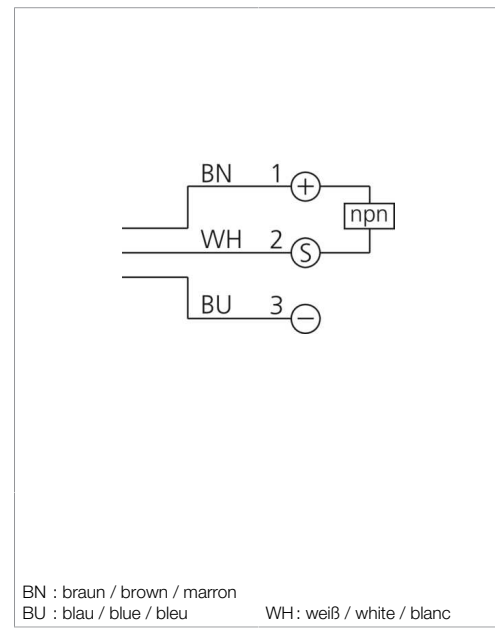 BN 1 +
npn
WH 2 S
BU 3 −
BN : braun / brown / marron
BU : blau / blue / bleu WH : weiß / white / blanc